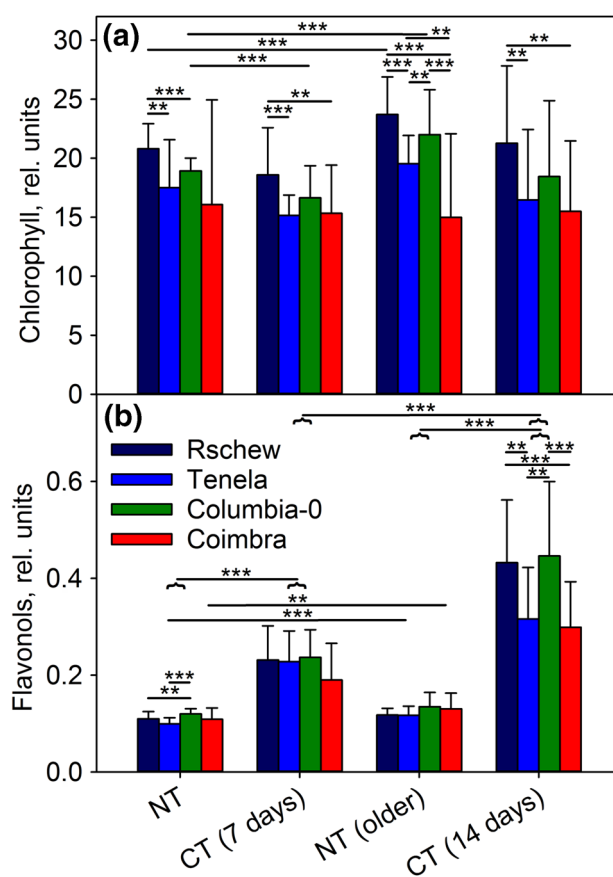 (a)
Chlorophyll, rel. units
30
25
20
15
10
5
0
*** ***
*** **
*** ***
*** ** *** *** **
** *** ** **
(b)
Flavonols, rel. units
0.6
0.4
0.2
0.0
Rschew
Tenela
Columbia-0
Coimbra
***
***
** ***
***
**
***
**
***
***
**
NT
CT (7 days)
NT (older)
CT (14 days)